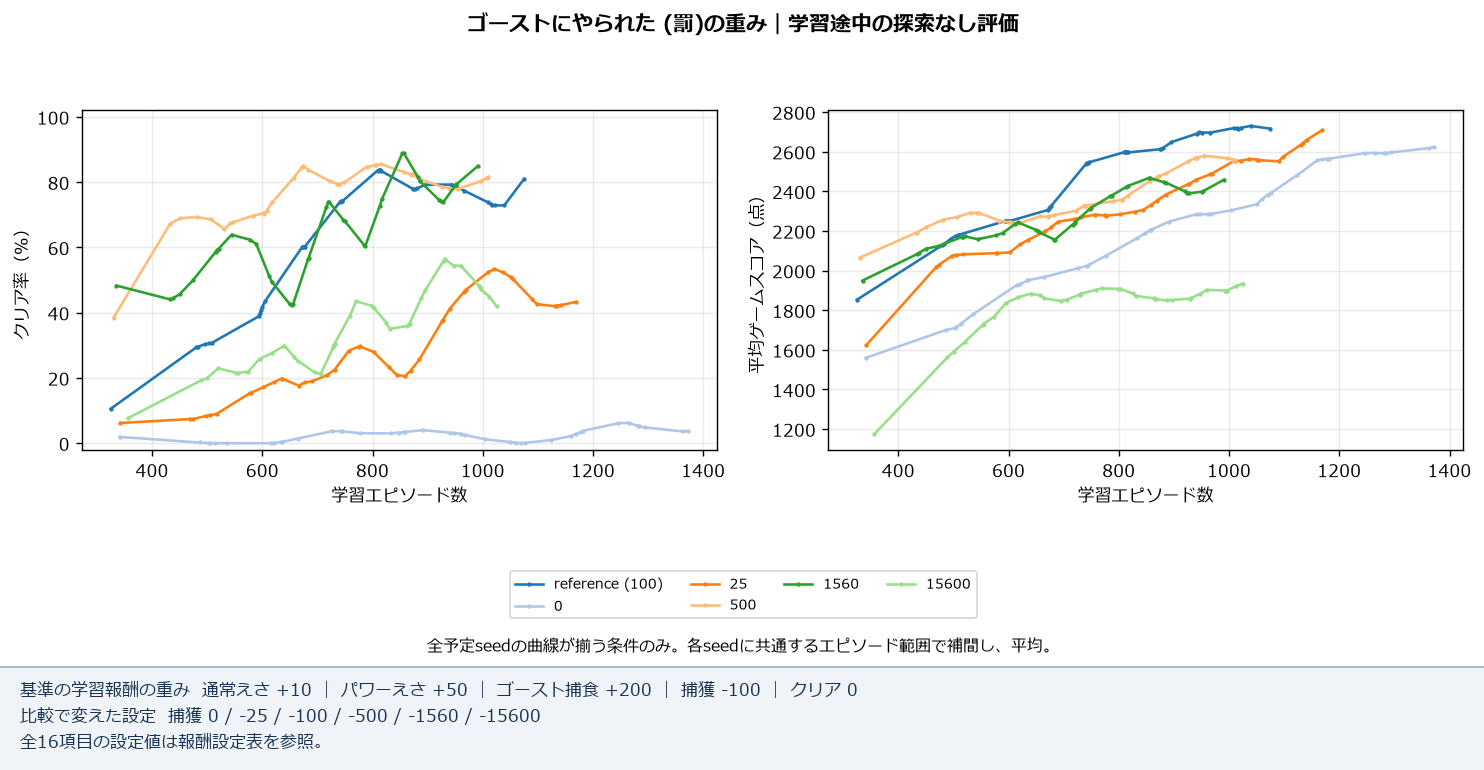 ゴーストにやられた (罰)の重み｜学習途中の探索なし評価
クリア率（%）
100
80
60
40
20
0
400 600 800 1000 1200 1400
学習エピソード数
平均ゲームスコア（点）
2800
2600
2400
2200
2000
1800
1600
1400
1200
400 600 800 1000 1200 1400
学習エピソード数
reference (100) 25 1560 15600
0 500
全予定seedの曲線が揃う条件のみ。各seedに共通するエピソード範囲で補間し、平均。
基準の学習報酬の重み 通常えさ +10 ｜ パワーえさ +50 ｜ ゴースト捕食 +200 ｜ 捕獲 -100 ｜ クリア 0
比較で変えた設定 捕獲 0 / -25 / -100 / -500 / -1560 / -15600
全16項目の設定値は報酬設定表を参照。